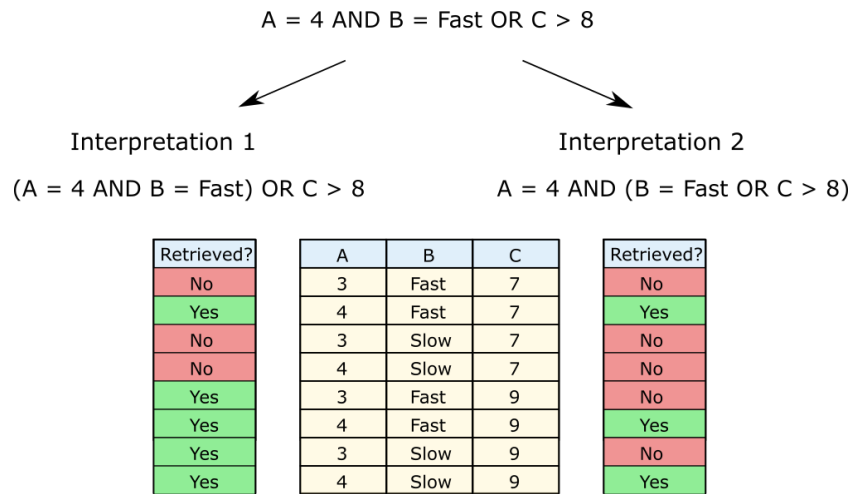 A = 4 AND B = Fast OR C > 8
Interpretation 1 Interpretation 2
(A = 4 AND B = Fast) OR C > 8 A = 4 AND (B = Fast OR C > 8)
Retrieved? A B C Retrieved?
No 3 Fast 7 No
Yes 4 Fast 7 Yes
No 3 Slow 7 No
No 4 Slow 7 No
Yes 3 Fast 9 No
Yes 4 Fast 9 Yes
Yes 3 Slow 9 No
Yes 4 Slow 9 Yes